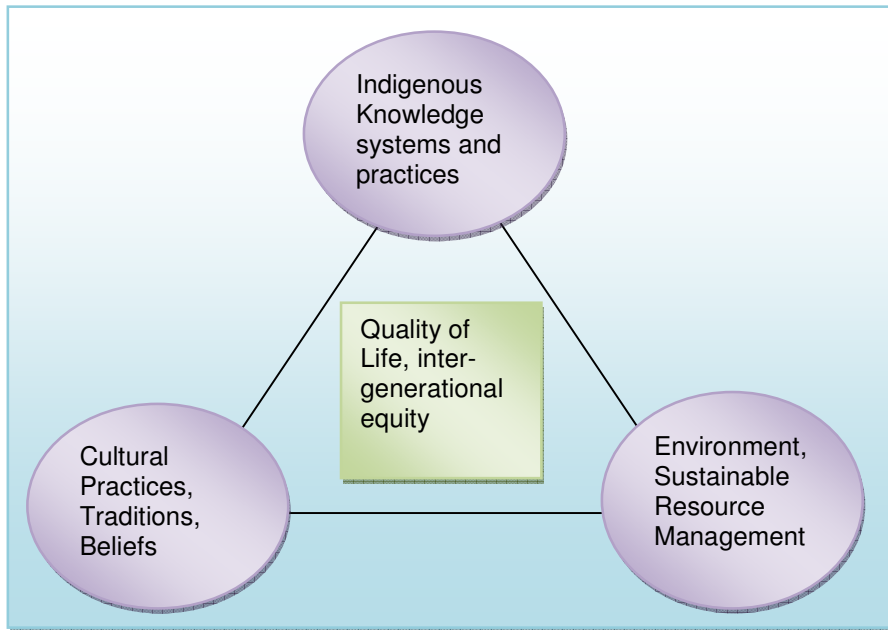 Indigenous
Knowledge
systems and
practices
Quality of
Life, inter-
generational
equity
Cultural
Practices,
Traditions,
Beliefs
Environment,
Sustainable
Resource
Management